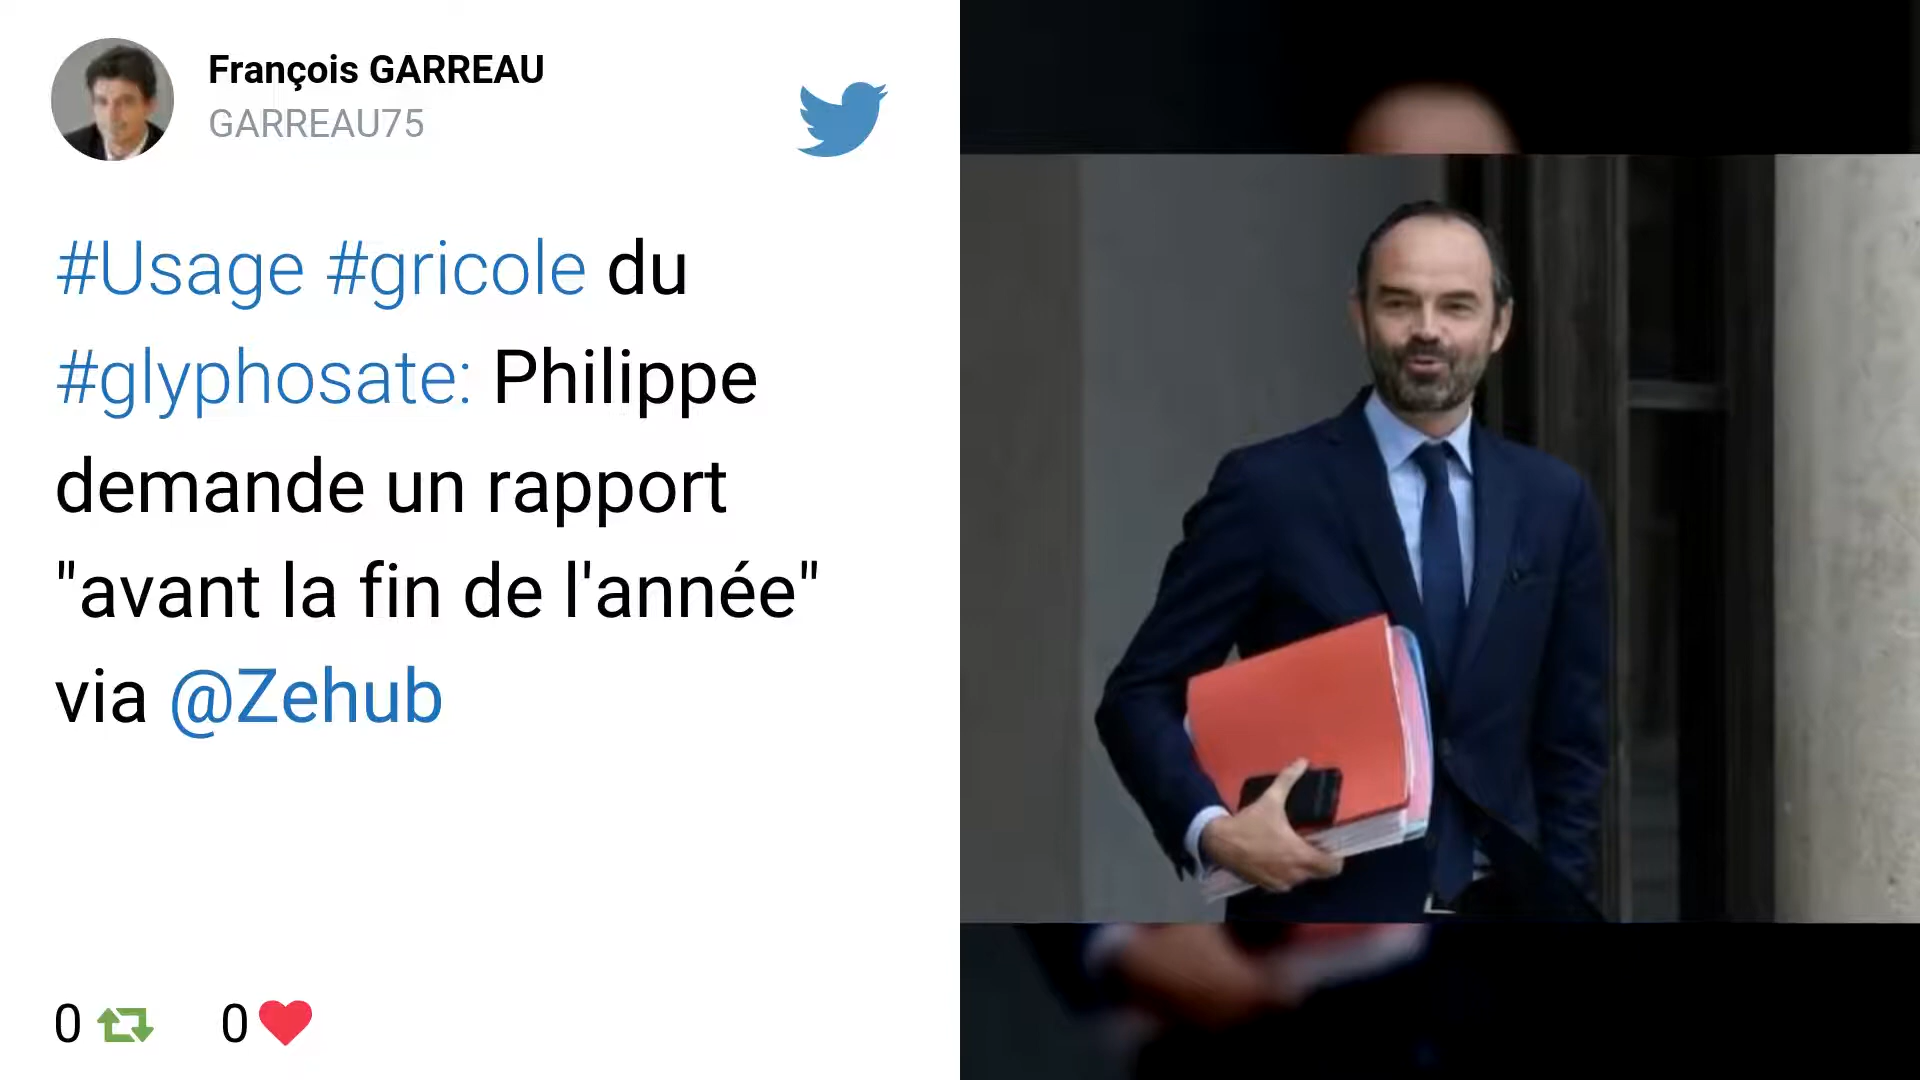 François GARREAU
GARREAU75
#Usage #gricole du
#glyphosate: Philippe
demande un rapport
"avant la fin de l'année"
via @Zehub
0 0